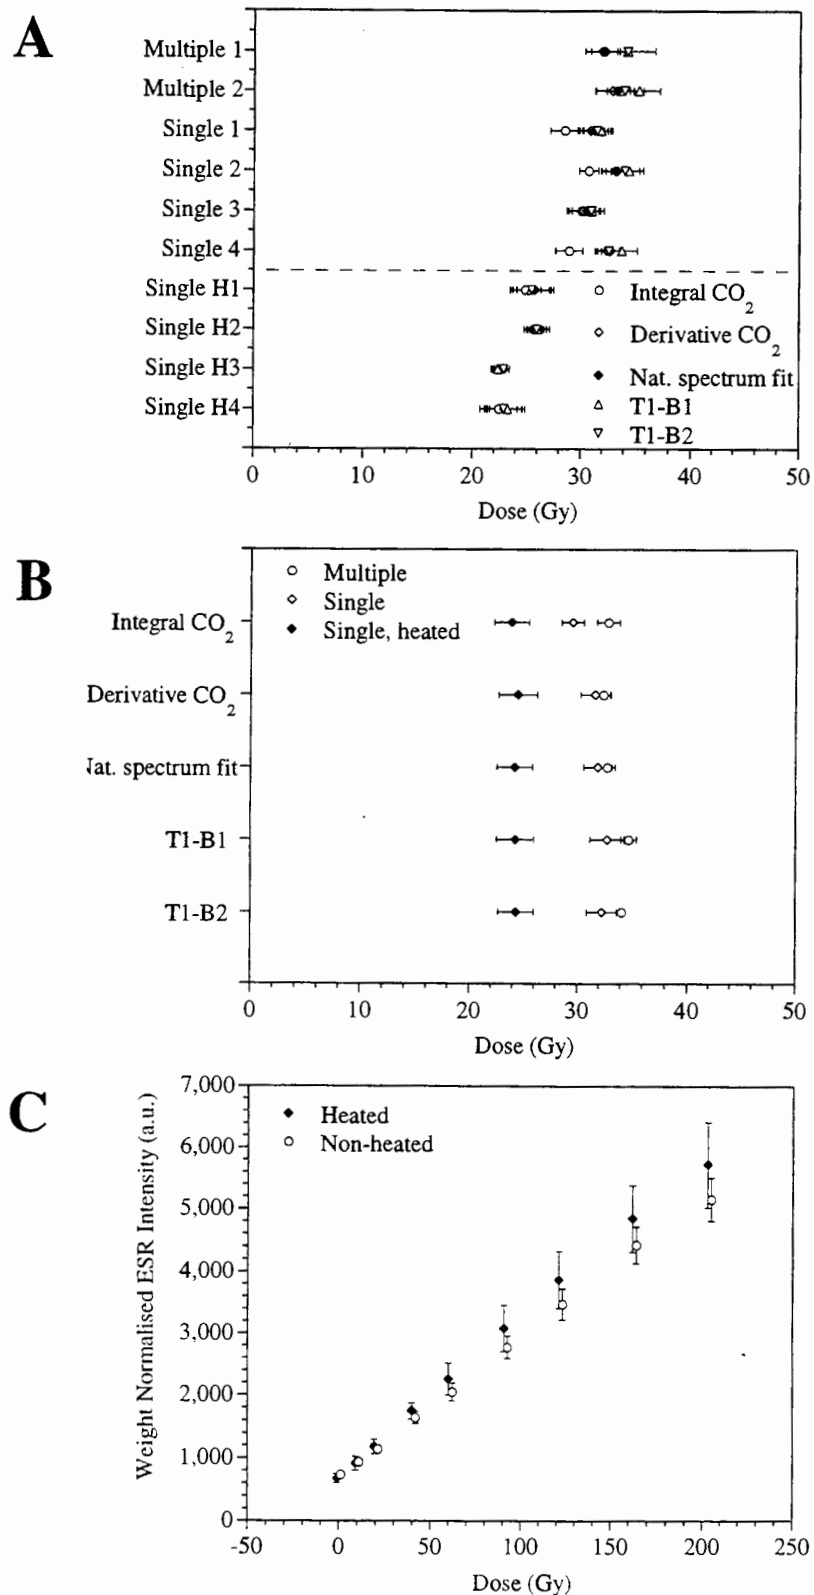 A
Multiple 1
Multiple 2
Single 1
Single 2
Single 3
Single 4
Single H1
Single H2
Single H3
Single H4
Integral CO2
Derivative CO2
Nat. spectrum fit
T1-B1
T1-B2
0 10 20 30 40 50
Dose (Gy)
B
Multiple
Single
Single, heated
Integral CO2
Derivative CO2
Nat. spectrum fit
T1-B1
T1-B2
0 10 20 30 40 50
Dose (Gy)
C
Weight Normalised ESR Intensity (a.u.)
7,000
6,000
5,000
4,000
3,000
2,000
1,000
0
Heated
Non-heated
-50 0 50 100 150 200 250
Dose (Gy)